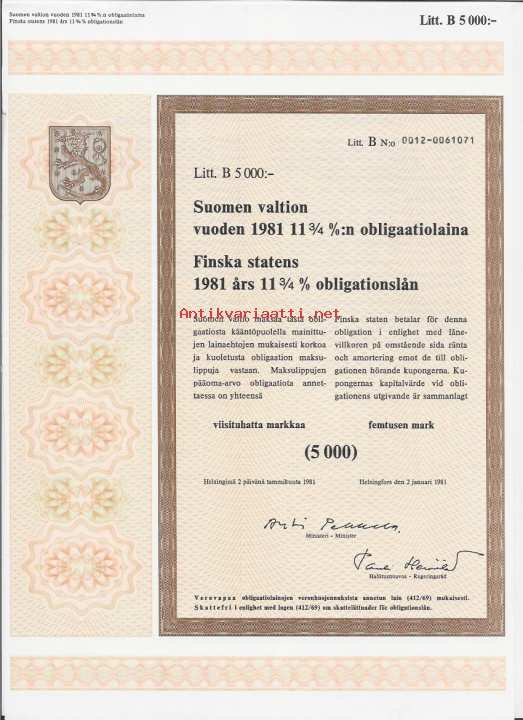 Suomen valtion vuoden 1981 11 ¾ %:n obligaatiolaina
Finska statens 1981 års 11 ¾ % obligationslån
Litt. B 5 000:–
Litt. B N:o 0012-0061071
Litt. B 5 000:–
Suomen valtion
vuoden 1981 11 ¾ %:n obligaatiolaina
Finska statens
1981 års 11 ¾ % obligationslån
Antikvariaatti.net
Suomen valtio maksaa tästä obli-
gaatiosta kääntöpuolella mainittu-
jen lainaehtojen mukaisesti korkoa
ja kuoletusta obligaation maksu-
lippuja vastaan. Maksulippujen
pääoma-arvo obligaatiota annet-
taessa on yhteensä
viisituhatta markkaa
Finska staten betalar för denna
obligation i enlighet med låne-
villkoren på omstående sida ränta
och amortering emot de till obli-
gationen hörande kupongerna. Ku-
pongernas kapitalvärde vid obli-
gationens utgivande är sammanlagt
femtusen mark
(5 000)
Helsingissä 2 päivänä tammikuuta 1981
Helsingfors den 2 januari 1981
Ministeri - Minister
Hallitusneuvos - Regeringsråd
Verovapaa obligaatiolainojen veronhuojennuksista annetun lain (412/69) mukaisesti.
Skattefri i enlighet med lagen (412/69) om skattelättnader för obligationslån.